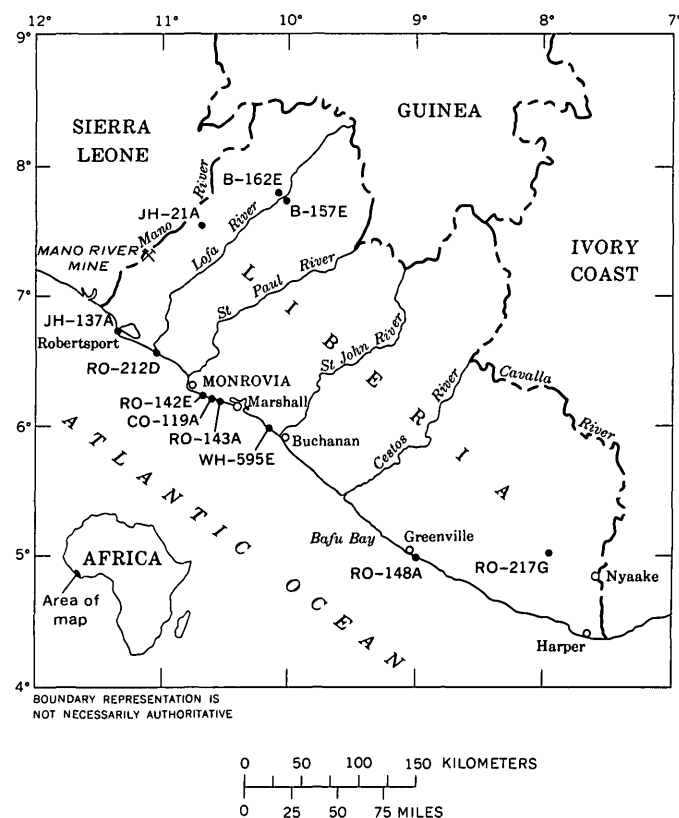 12° 11° 10° 9° 8° 7°
9°
SIERRA
LEONE
GUINEA
8°
B-162E
B-157E
JH-21A
Mano River
Lofa River
MANO RIVER
MINE
IVORY
COAST
St Paul River
7°
LIBERIA
JH-137A
Robertsport
RO-212D
St John River
MONROVIA
Cavalla River
RO-142E
Marshall
CO-119A
RO-143A
6°
WH-595E
Buchanan
Cestos River
ATLANTIC OCEAN
Bafu Bay
Greenville
AFRICA
5°
RO-148A
RO-217G
Area of
map
Nyaake
Harper
4°
BOUNDARY REPRESENTATION IS
NOT NECESSARILY AUTHORITATIVE
0 50 100 150 KILOMETERS
0 25 50 75 MILES